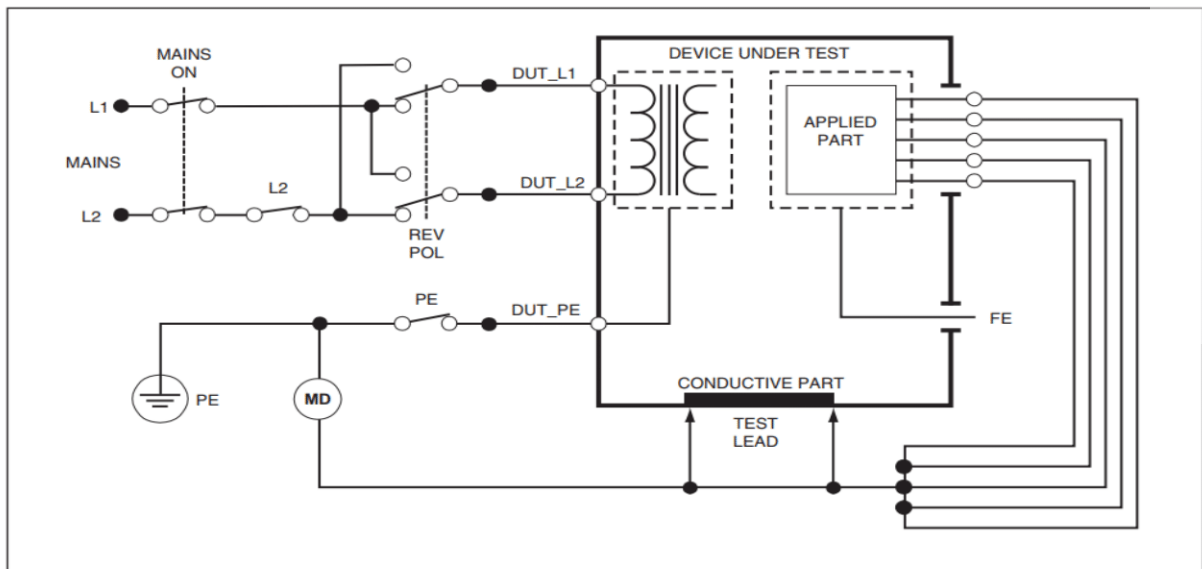 MAINS
ON
L1
MAINS
L2
L2
REV
POL
DUT_L1
DUT_L2
PE
DUT_PE
PE
MD
DEVICE UNDER TEST
APPLIED
PART
FE
CONDUCTIVE PART
TEST
LEAD